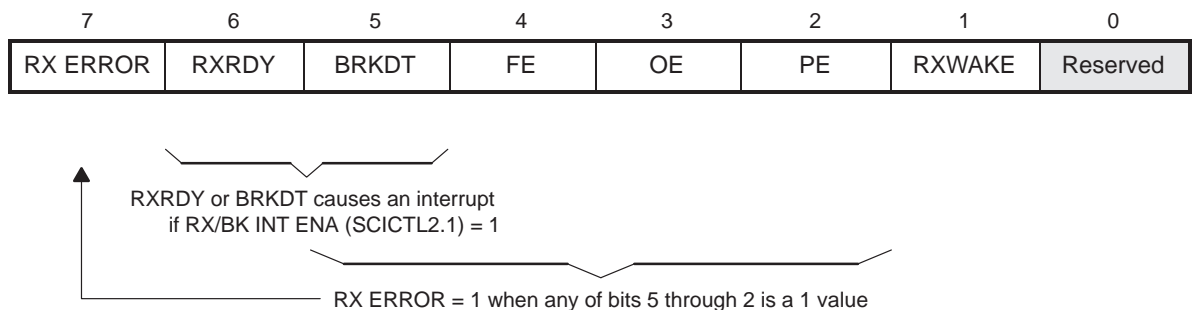 7 6 5 4 3 2 1 0
RX ERROR RXRDY BRKDT FE OE PE RXWAKE Reserved
RXRDY or BRKDT causes an interrupt
if RX/BK INT ENA (SCICTL2.1) = 1
RX ERROR = 1 when any of bits 5 through 2 is a 1 value